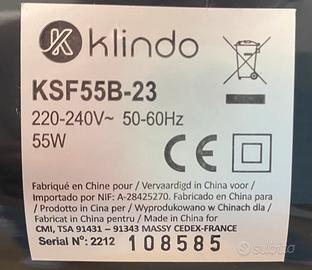 klindo
KSF55B-23
220-240V~ 50-60Hz
55W
CE
Fabriqué en Chine pour / Vervaardigd in China voor /
Importado por NIF: A-28425270. Fabricado en China para
/ Prodotto in China per / Wyprodukowano w Chinach dla /
Fabricat in China pentru / Made in China for
CMI, TSA 91431 – 91343 MASSY CEDEX-FRANCE
Serial N°: 2212 108585
subito